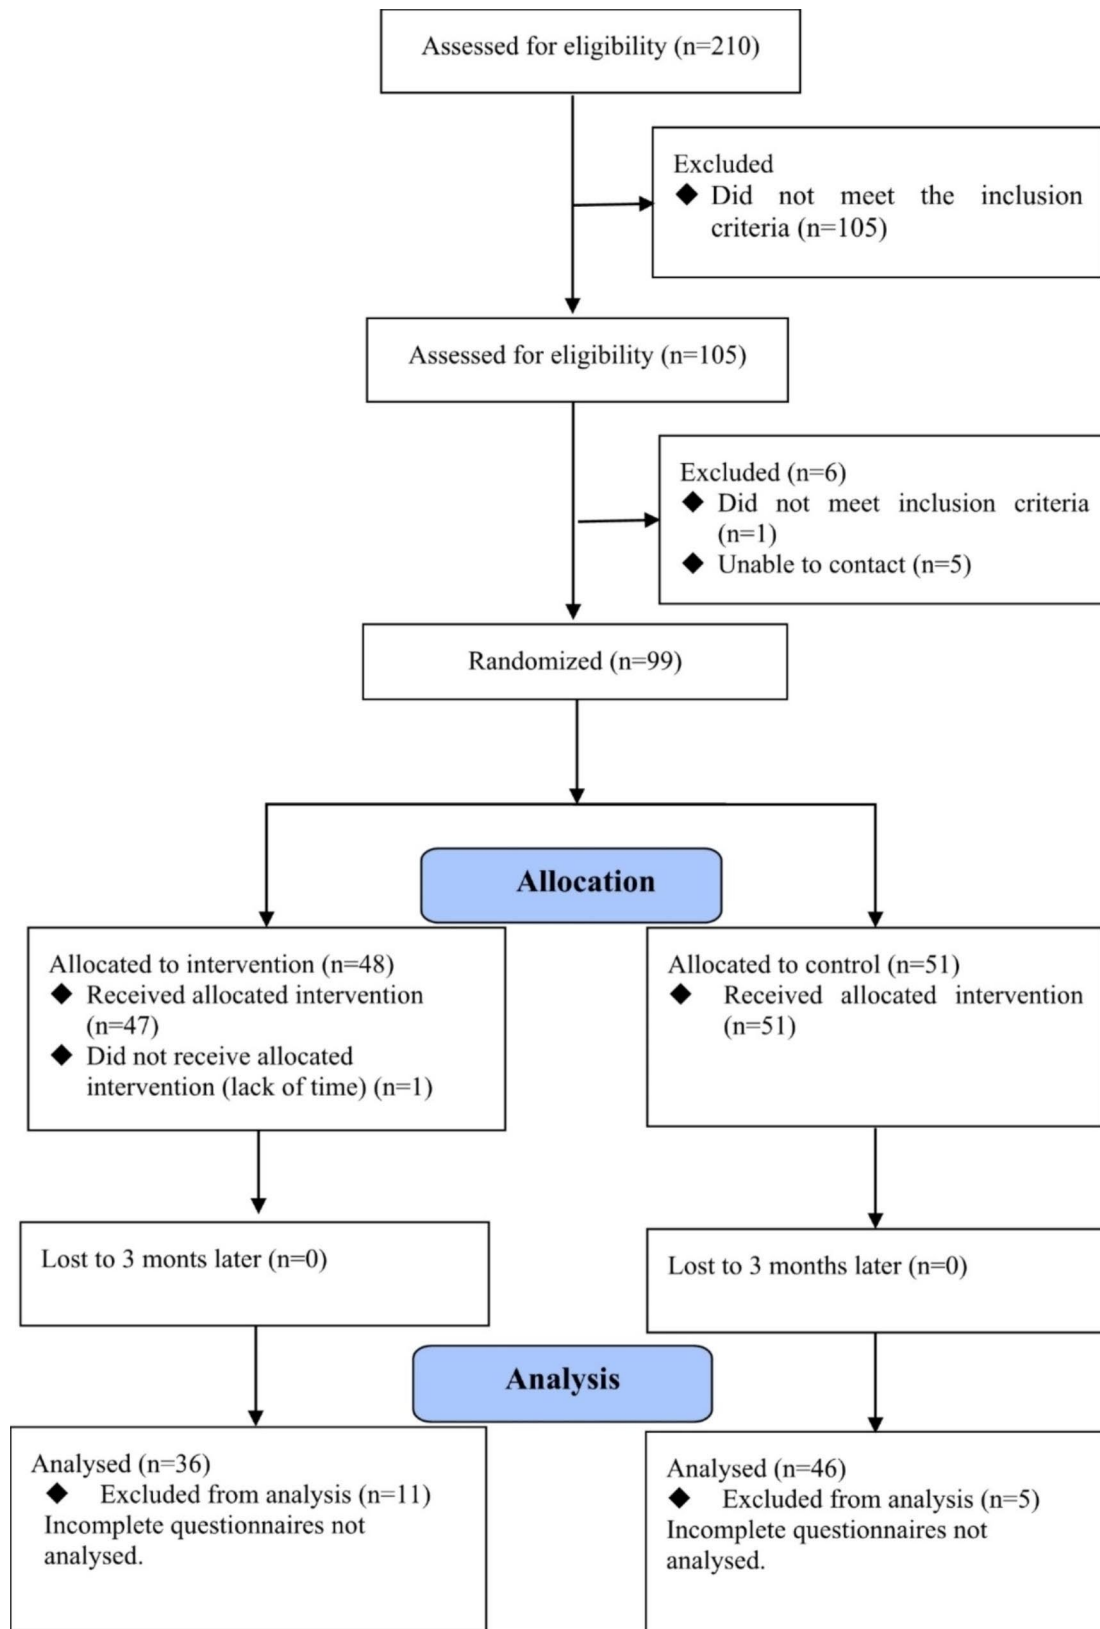 Assessed for eligibility (n=210)
Excluded
◆ Did not meet the inclusion
criteria (n=105)
Assessed for eligibility (n=105)
Excluded (n=6)
◆ Did not meet inclusion criteria
(n=1)
◆ Unable to contact (n=5)
Randomized (n=99)
Allocation
Allocated to intervention (n=48)
◆ Received allocated intervention
(n=47)
◆ Did not receive allocated
intervention (lack of time) (n=1)
Allocated to control (n=51)
◆ Received allocated intervention
(n=51)
Lost to 3 monts later (n=0)
Lost to 3 months later (n=0)
Analysis
Analysed (n=36)
◆ Excluded from analysis (n=11)
Incomplete questionnaires not
analysed.
Analysed (n=46)
◆ Excluded from analysis (n=5)
Incomplete questionnaires not
analysed.